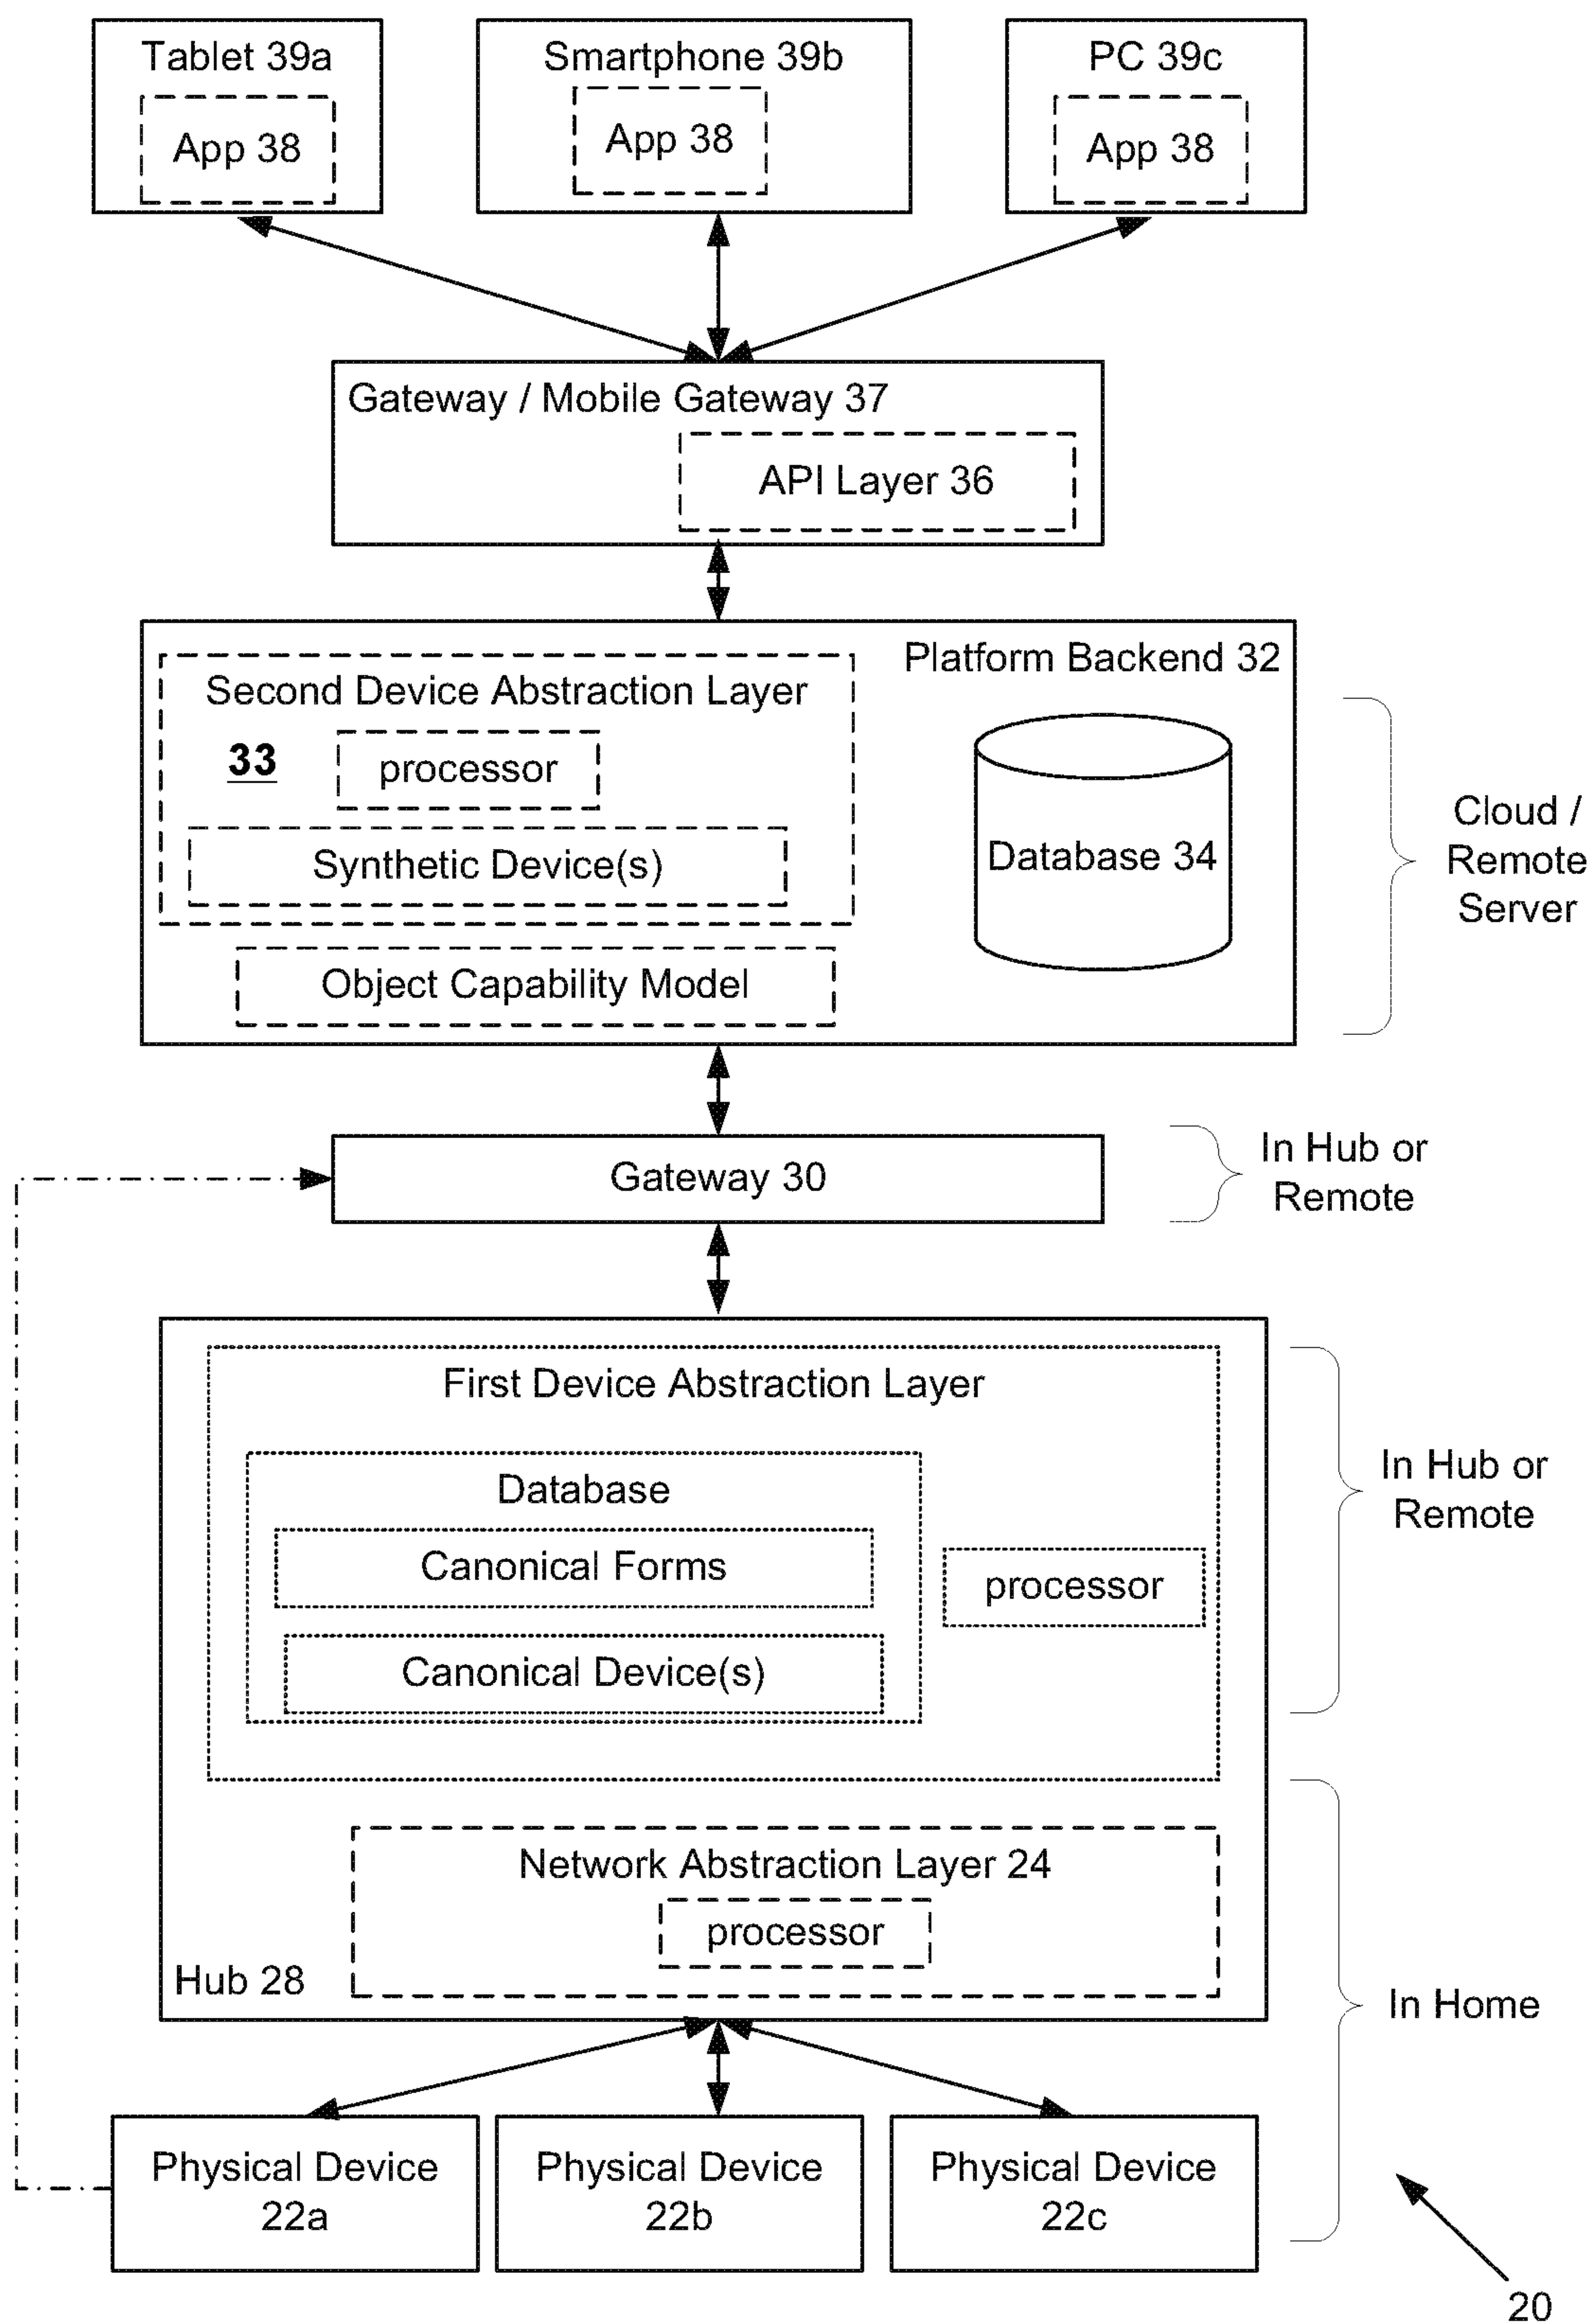 Tablet 39a
App 38
Smartphone 39b
App 38
PC 39c
App 38
Gateway / Mobile Gateway 37
API Layer 36
Platform Backend 32
Second Device Abstraction Layer
33
processor
Synthetic Device(s)
Object Capability Model
Database 34
Cloud /
Remote
Server
Gateway 30
In Hub or
Remote
First Device Abstraction Layer
Database
Canonical Forms
Canonical Device(s)
processor
In Hub or
Remote
Network Abstraction Layer 24
processor
Hub 28
In Home
Physical Device
22a
Physical Device
22b
Physical Device
22c
20